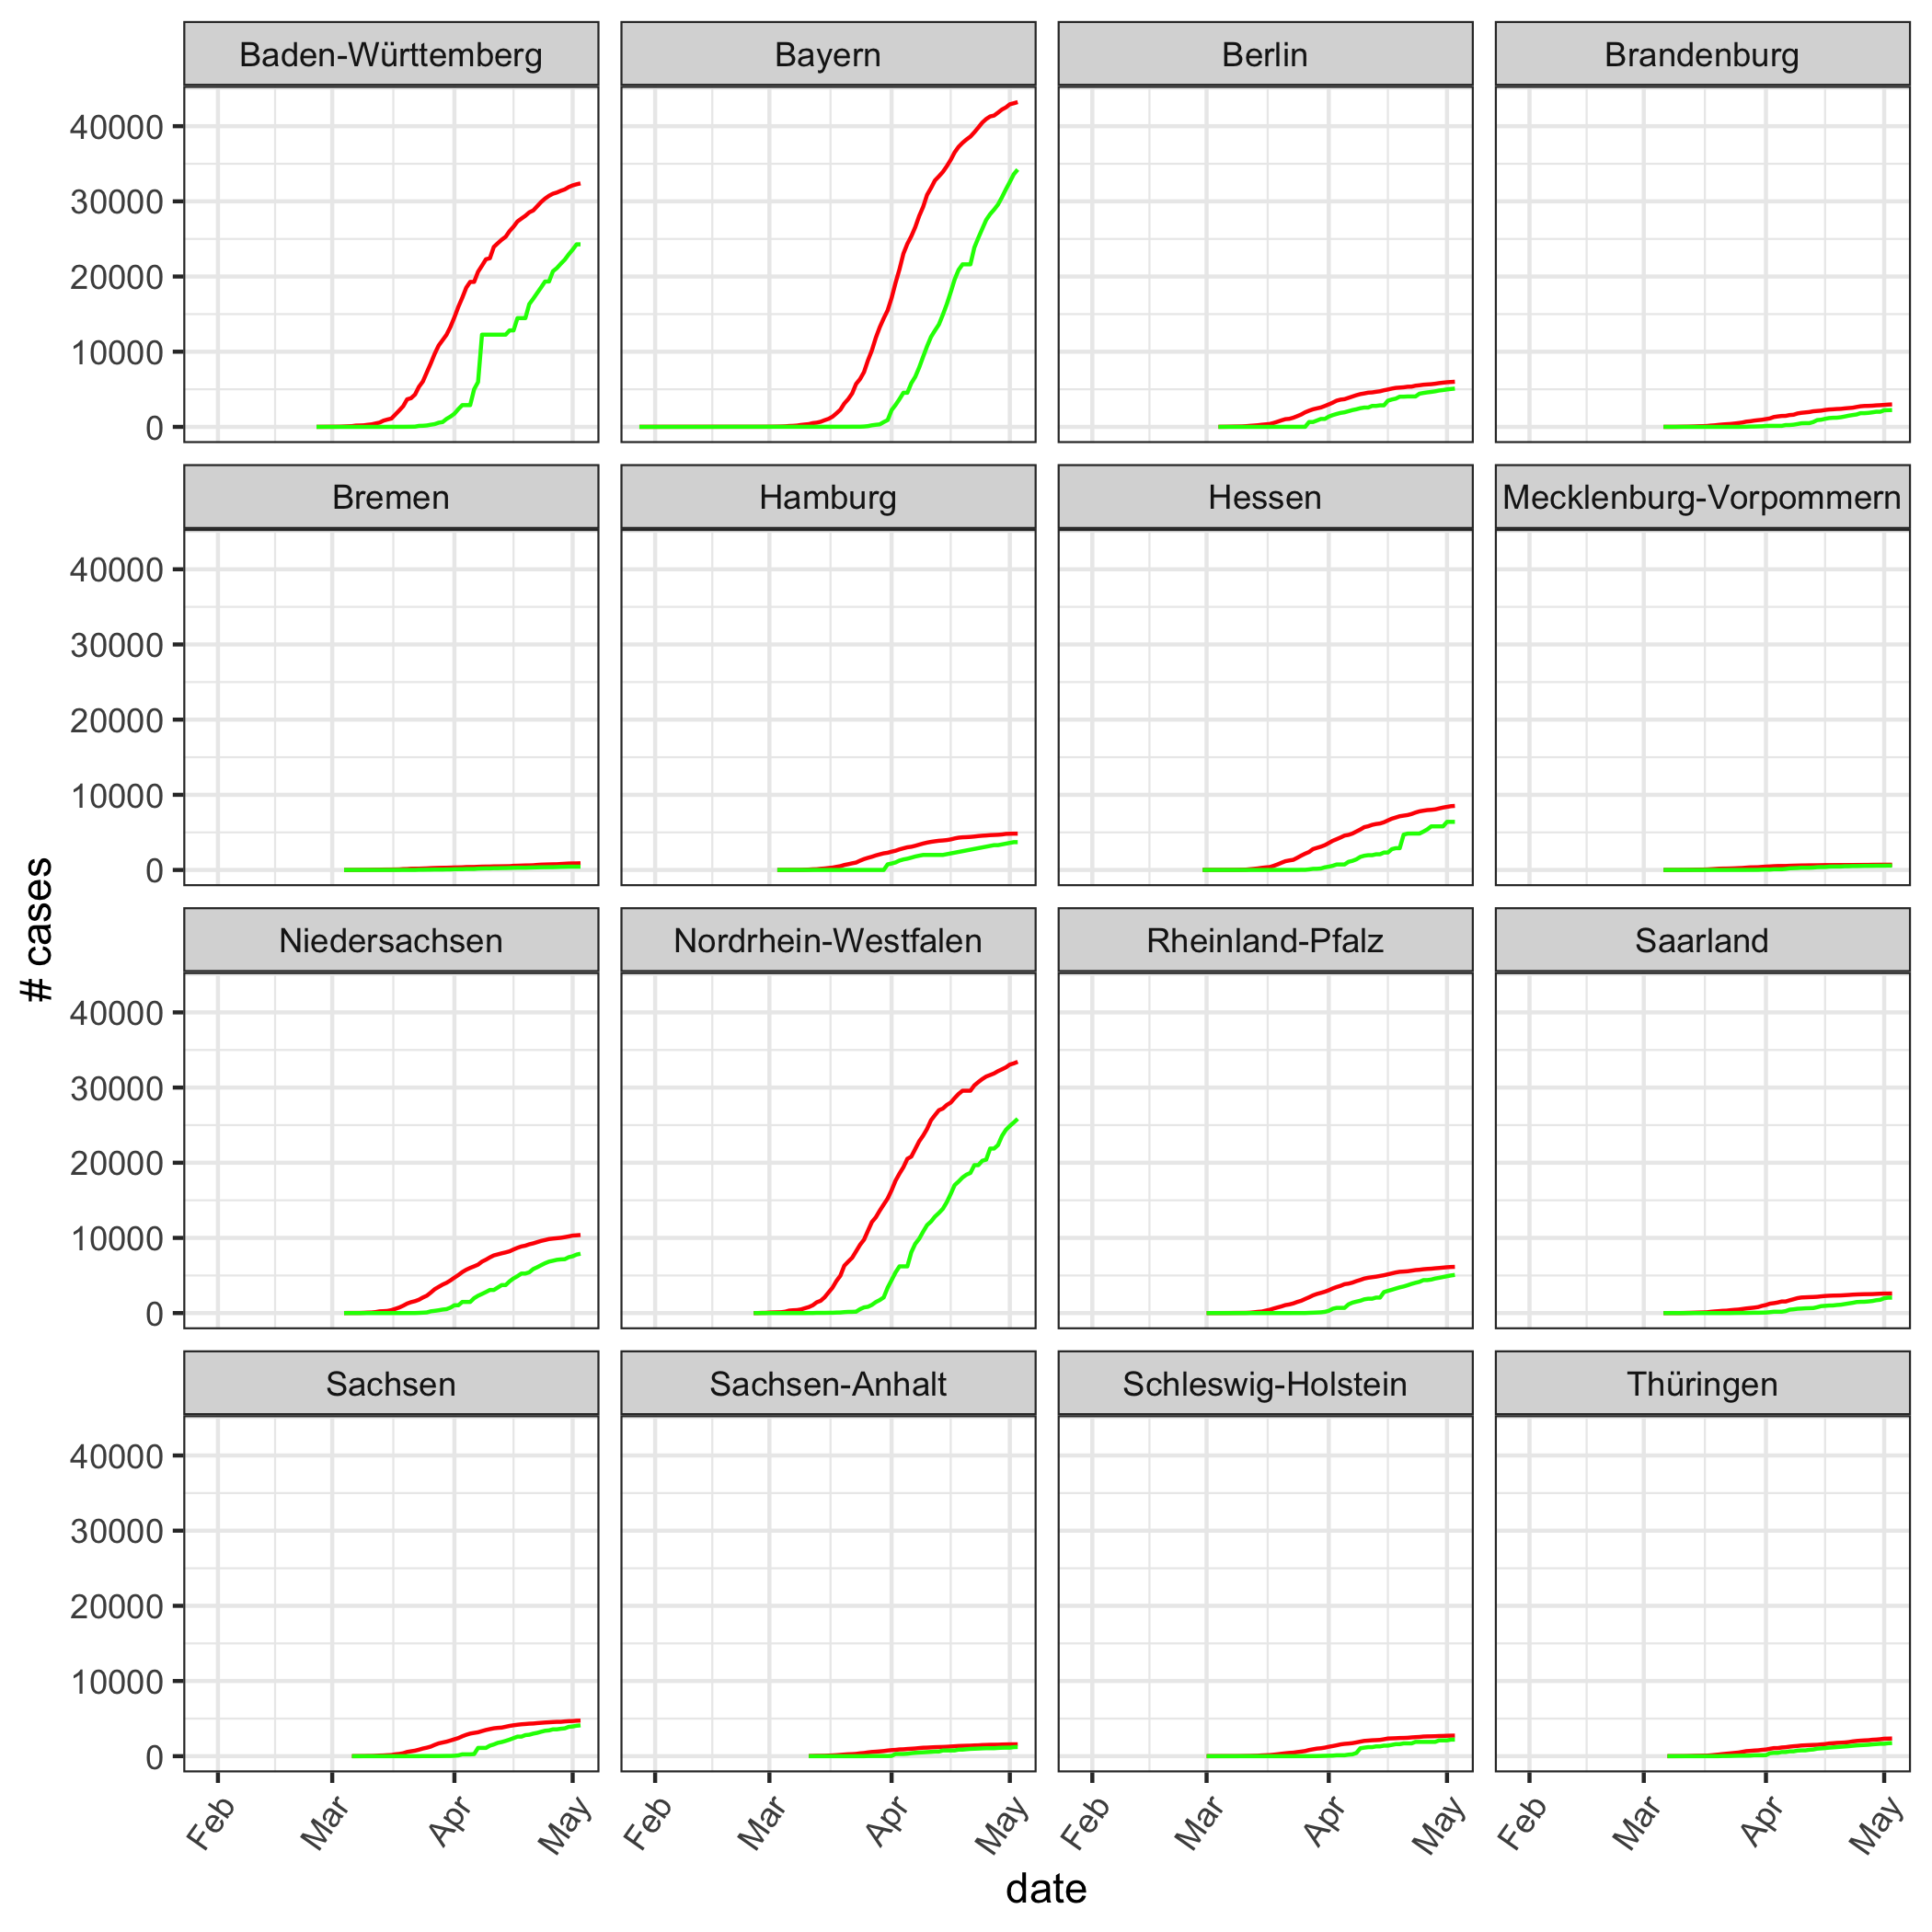 Baden-Württemberg
Bayern
Berlin
Brandenburg
40000
30000
20000
10000
0
Bremen
Hamburg
Hessen
Mecklenburg-Vorpommern
40000
30000
20000
10000
0
Niedersachsen
Nordrhein-Westfalen
Rheinland-Pfalz
Saarland
40000
30000
20000
10000
0
Sachsen
Sachsen-Anhalt
Schleswig-Holstein
Thüringen
40000
30000
20000
10000
0
# cases
Feb
Mar
Apr
May
Feb
Mar
Apr
May
Feb
Mar
Apr
May
Feb
Mar
Apr
May
date